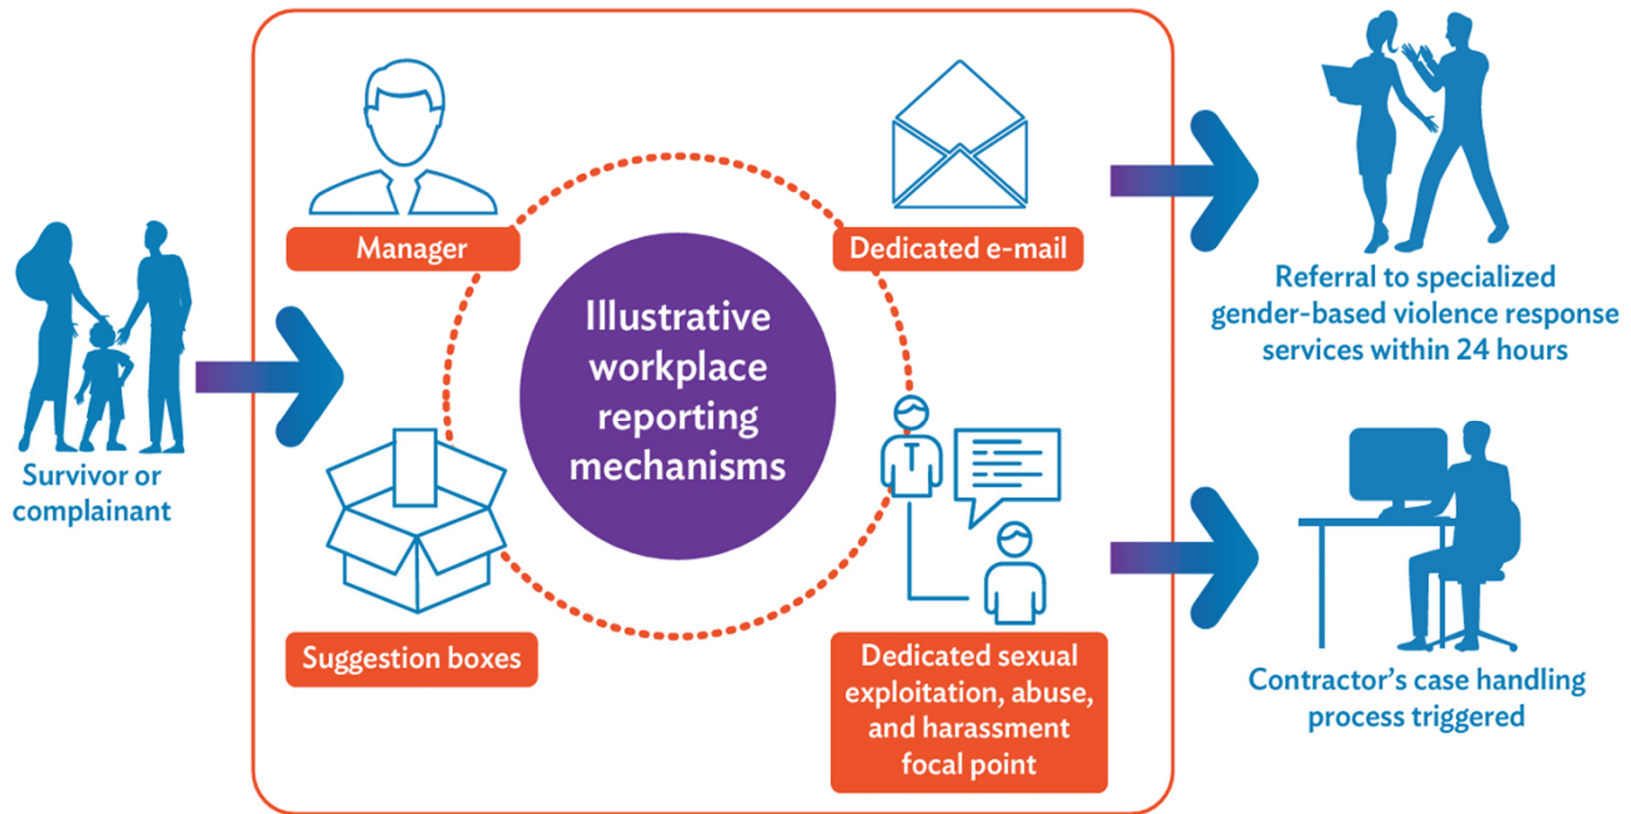 Survivor or
complainant
Manager
Dedicated e-mail
Illustrative
workplace
reporting
mechanisms
Suggestion boxes
Dedicated sexual
exploitation, abuse,
and harassment
focal point
Referral to specialized
gender-based violence response
services within 24 hours
Contractor’s case handling
process triggered